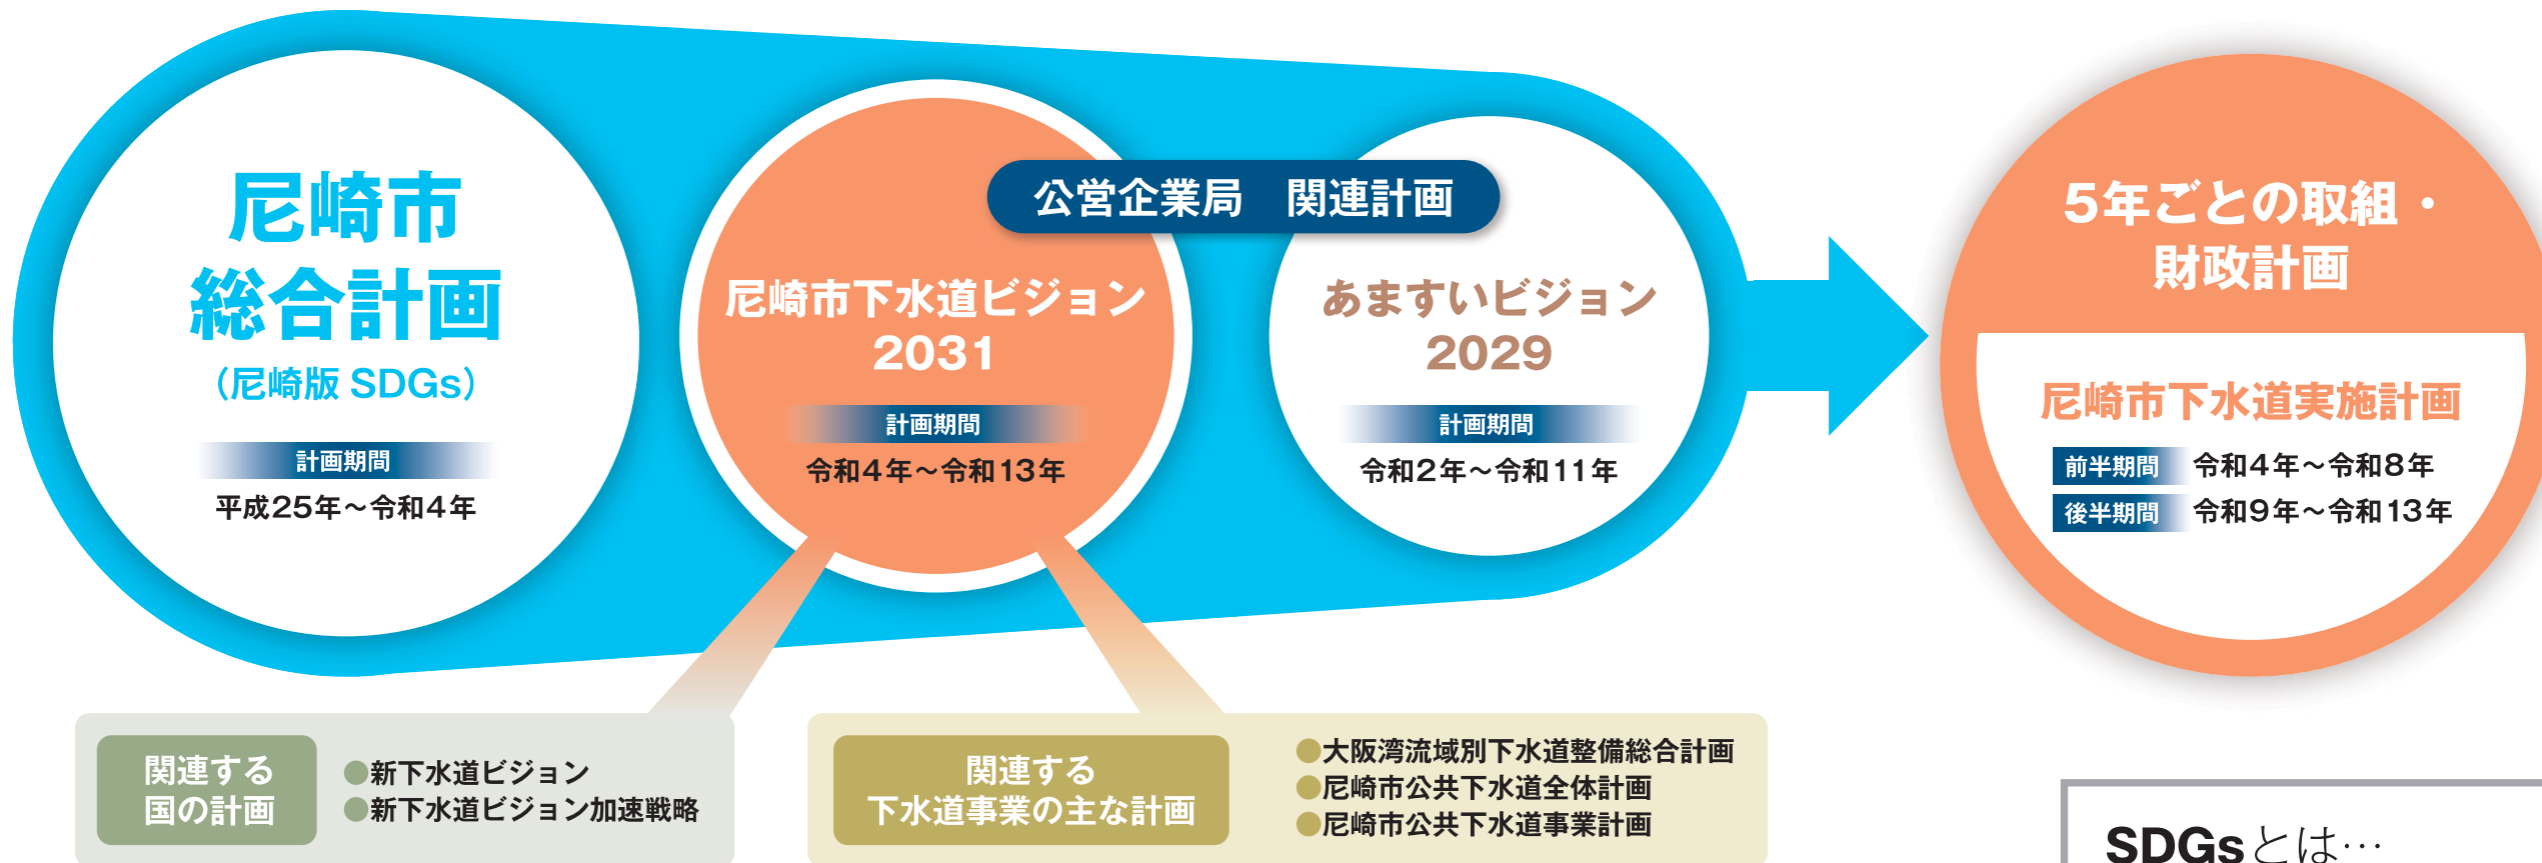 尼崎市
総合計画
（尼崎版 SDGs）
計画期間
平成25年～令和4年
公営企業局　関連計画
尼崎市下水道ビジョン
2031
計画期間
令和4年～令和13年
あますいビジョン
2029
計画期間
令和2年～令和11年
5年ごとの取組・
財政計画
尼崎市下水道実施計画
前半期間 令和4年～令和8年
後半期間 令和9年～令和13年
関連する
国の計画
●新下水道ビジョン
●新下水道ビジョン加速戦略
関連する
下水道事業の主な計画
●大阪湾流域別下水道整備総合計画
●尼崎市公共下水道全体計画
●尼崎市公共下水道事業計画
SDGsとは…